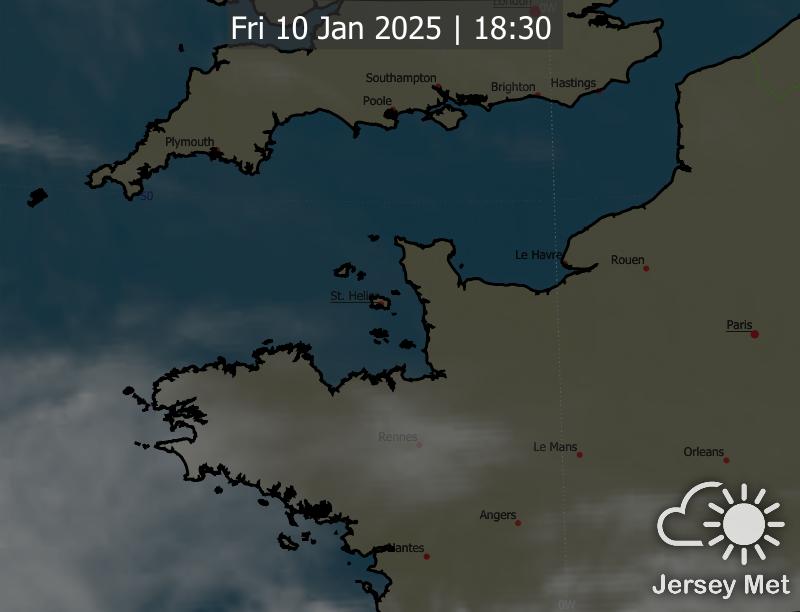 London
0W
Fri 10 Jan 2025 | 18:30
Southampton
Brighton
Hastings
Poole
Plymouth
50
Le Havre
Rouen
St. Helier
Paris
Rennes
Le Mans
Orleans
Angers
Nantes
Jersey Met
0W